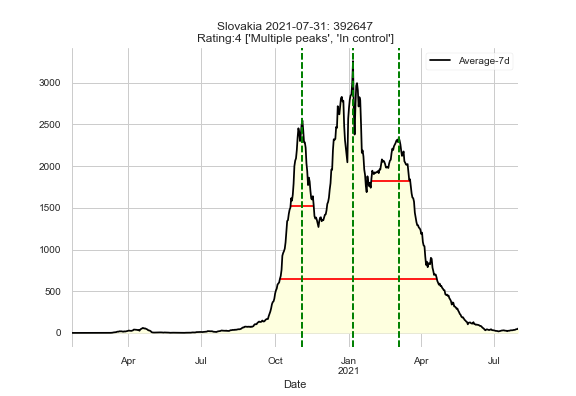 Slovakia 2021-07-31: 392647
Rating:4 ['Multiple peaks', 'In control']
Average-7d
3000
2500
2000
1500
1000
500
0
Apr
Jul
Oct
Jan
2021
Apr
Jul
Date